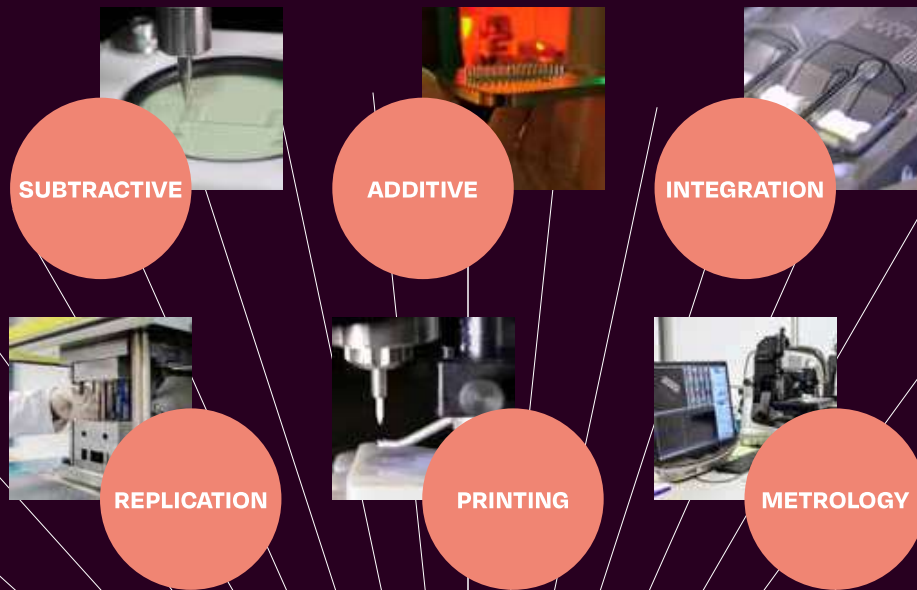 SUBTRACTIVE
ADDITIVE
INTEGRATION
REPLICATION
PRINTING
METROLOGY